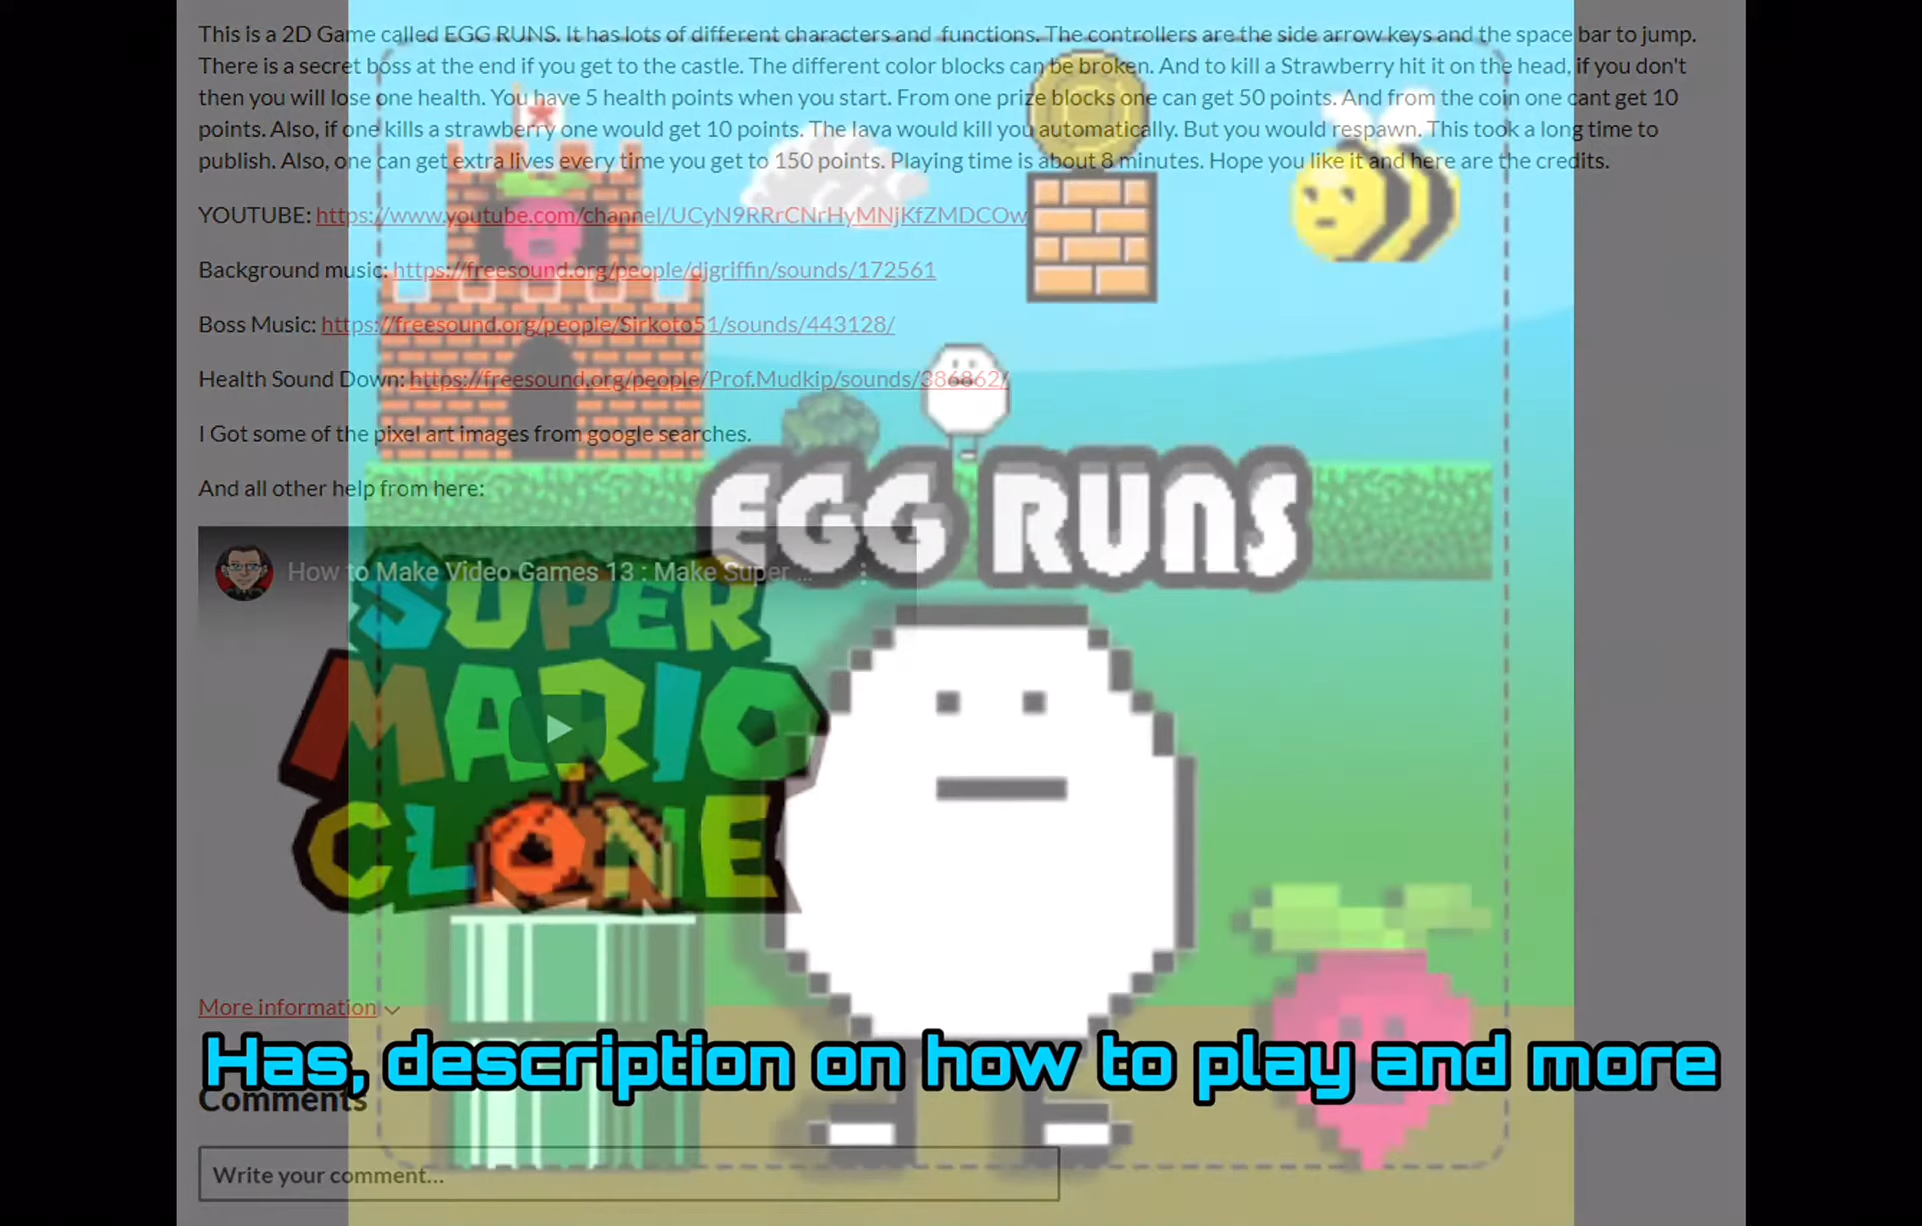 This is a 2D Game called EGG RUNS. It has lots of different characters and functions. The controllers are the side arrow keys and the space bar to jump.
There is a secret boss at the end if you get to the castle. The different color blocks can be broken. And to kill a Strawberry hit it on the head, if you don't
then you will lose one health. You have 5 health points when you start. From one prize blocks one can get 50 points. And from the coin one cant get 10
points. Also, if one kills a strawberry one would get 10 points. The lava would kill you automatically. But you would respawn. This took a long time to
publish. Also, one can get extra lives every time you get to 150 points. Playing time is about 8 minutes. Hope you like it and here are the credits.
YOUTUBE: https://www.youtube.com/channel/UCyN9RRrCNrHyMNjKfZMDCOw
Background music: https://freesound.org/people/djgriffin/sounds/172561
Boss Music: https://freesound.org/people/Sirkoto51/sounds/443128/
Health Sound Down: https://freesound.org/people/Prof.Mudkip/sounds/386862/
I Got some of the pixel art images from google searches.
And all other help from here:
EGG RUNS
How to Make Video Games 13 : Make Super ...
SUPER
MARIO
CLONE
More information
Has, description on how to play and more
Comments
Write your comment...